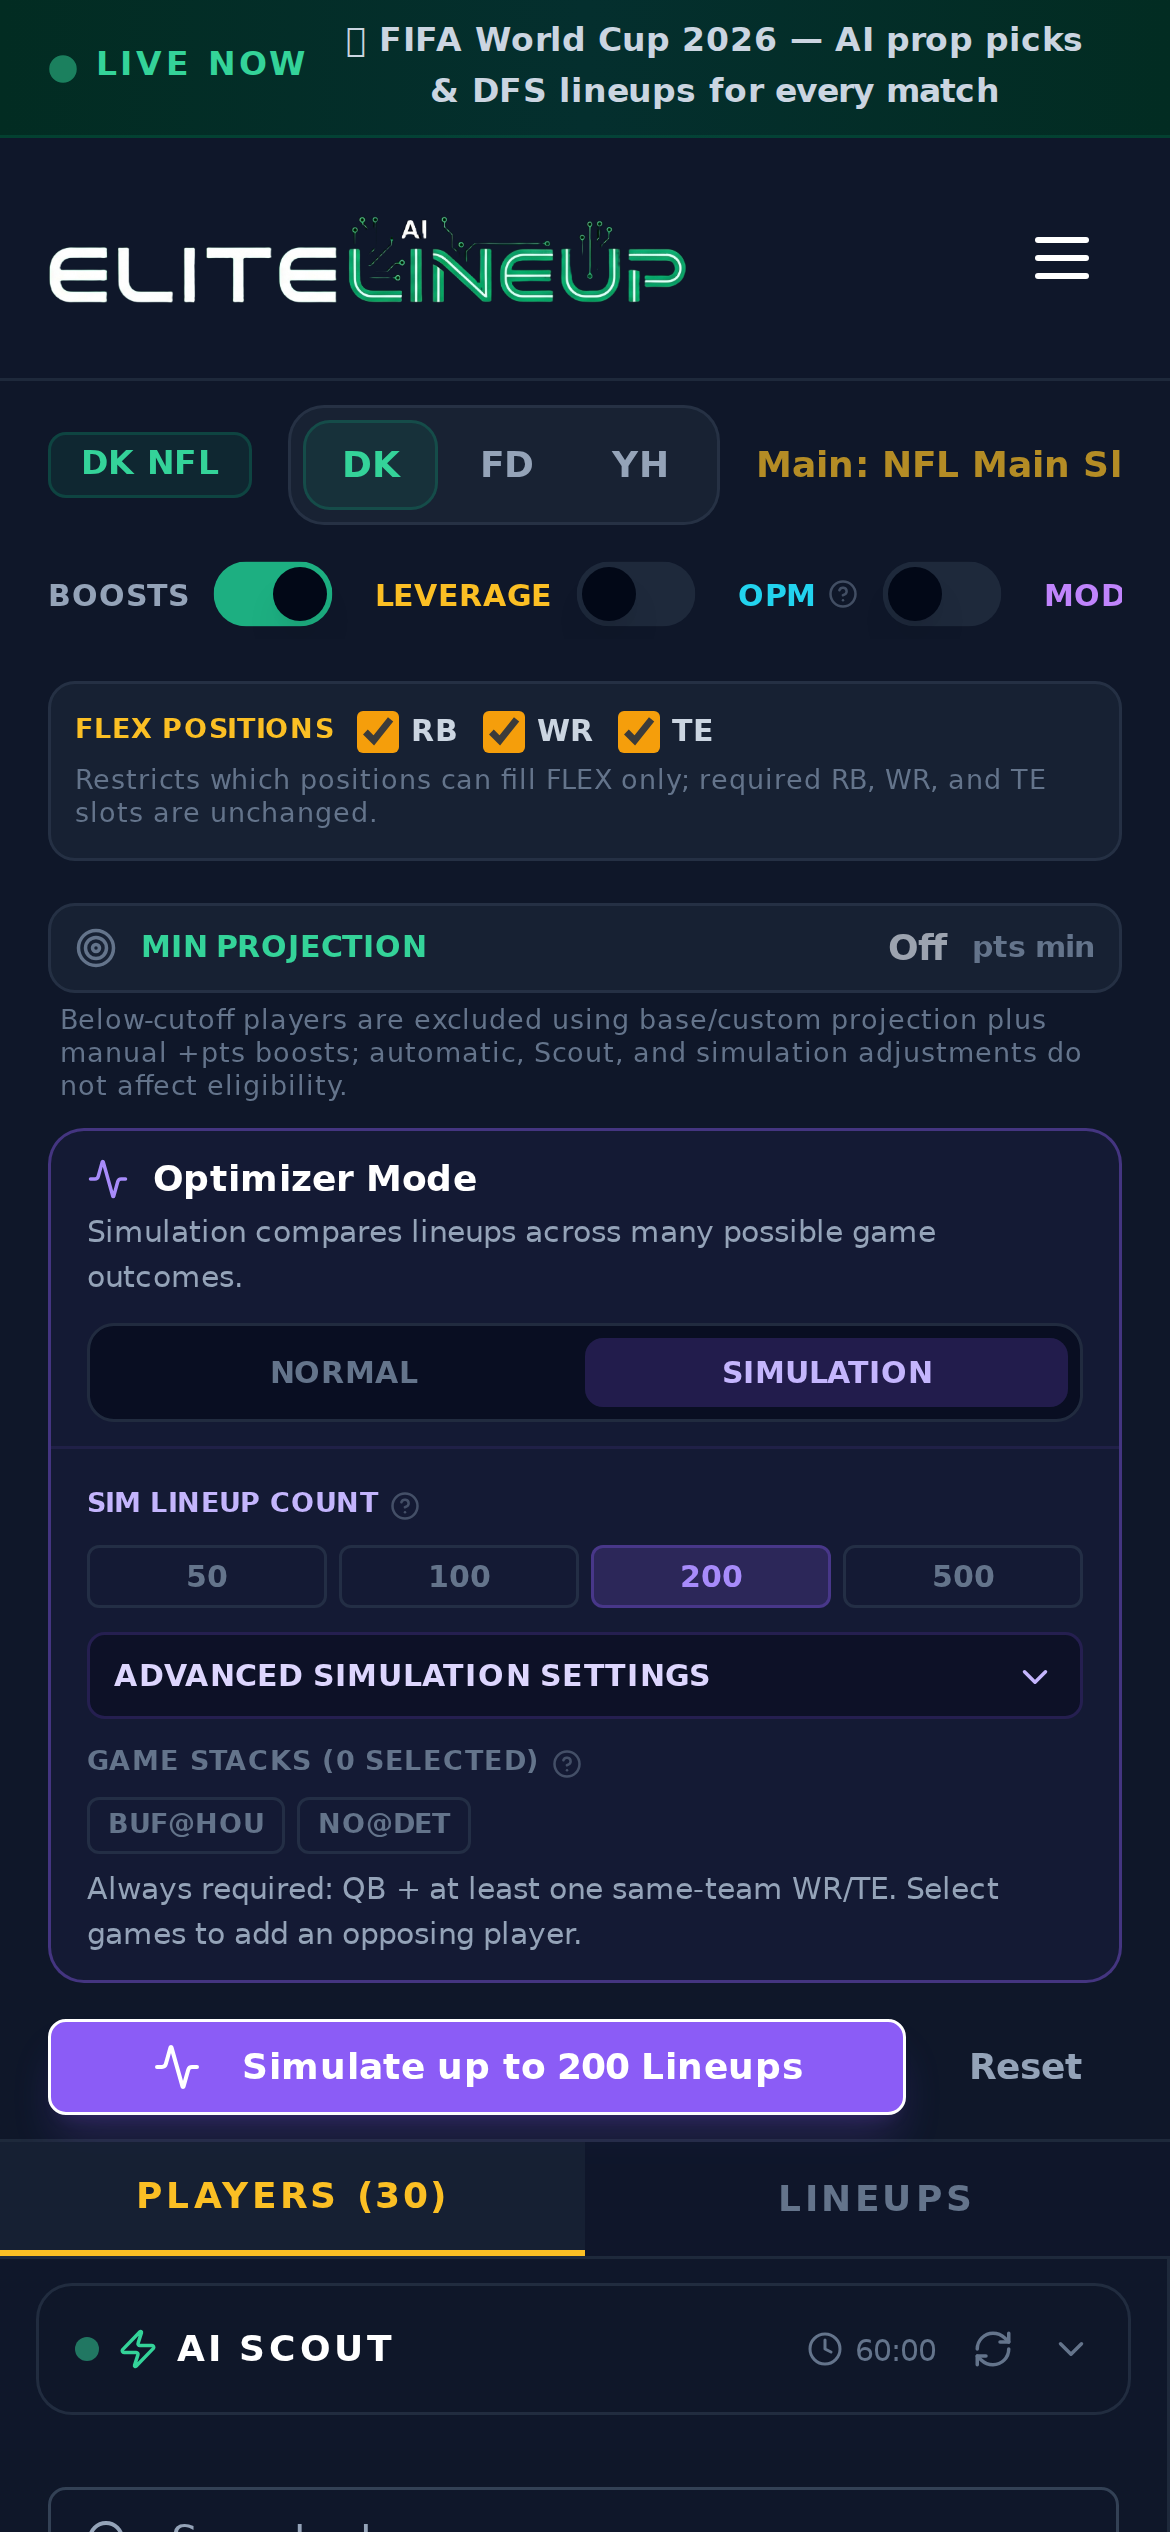 LIVE NOW
FIFA World Cup 2026 — AI prop picks
& DFS lineups for every match
ELITE LINEUP AI
DK NFL
DK FD YH
Main: NFL Main Sl
BOOSTS LEVERAGE OPM MOD
FLEX POSITIONS RB WR TE
Restricts which positions can fill FLEX only; required RB, WR, and TE
slots are unchanged.
MIN PROJECTION Off pts min
Below-cutoff players are excluded using base/custom projection plus
manual +pts boosts; automatic, Scout, and simulation adjustments do
not affect eligibility.
Optimizer Mode
Simulation compares lineups across many possible game
outcomes.
NORMAL SIMULATION
SIM LINEUP COUNT
50 100 200 500
ADVANCED SIMULATION SETTINGS
GAME STACKS (0 SELECTED)
BUF@HOU NO@DET
Always required: QB + at least one same-team WR/TE. Select
games to add an opposing player.
Simulate up to 200 Lineups Reset
PLAYERS (30) LINEUPS
AI SCOUT 60:00